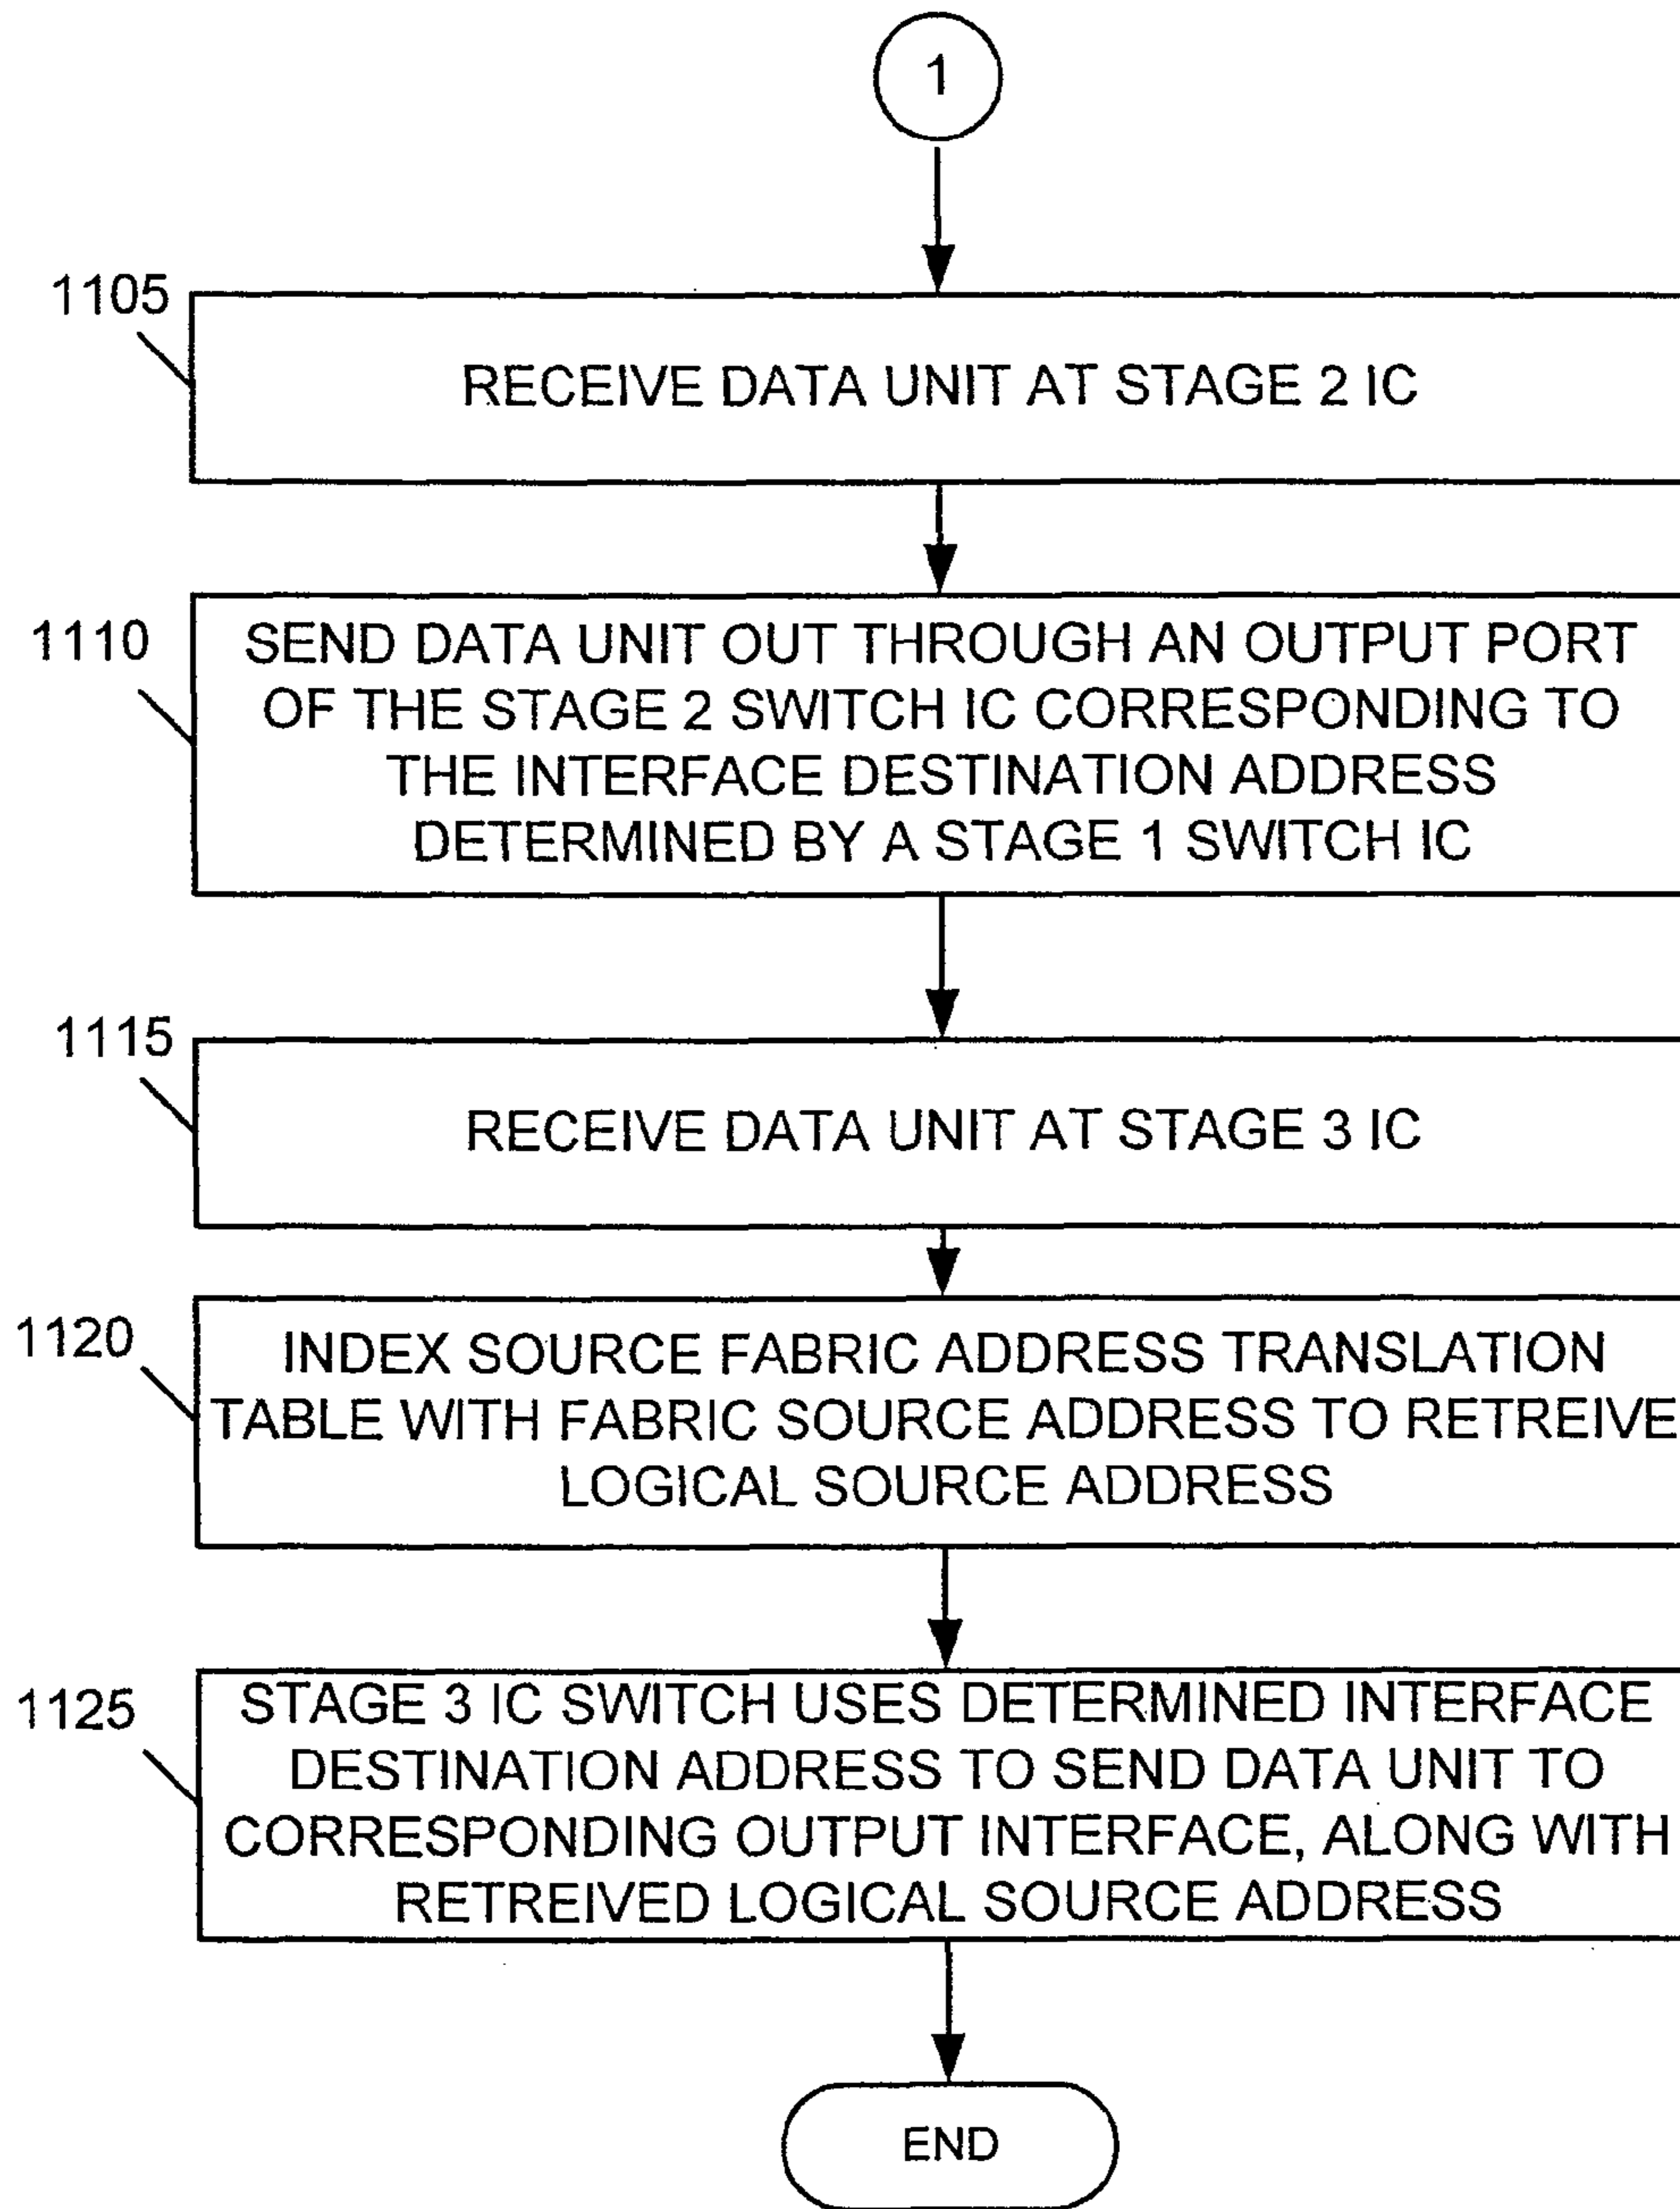 1
1105
RECEIVE DATA UNIT AT STAGE 2 IC
1110
SEND DATA UNIT OUT THROUGH AN OUTPUT PORT
OF THE STAGE 2 SWITCH IC CORRESPONDING TO
THE INTERFACE DESTINATION ADDRESS
DETERMINED BY A STAGE 1 SWITCH IC
1115
RECEIVE DATA UNIT AT STAGE 3 IC
1120
INDEX SOURCE FABRIC ADDRESS TRANSLATION
TABLE WITH FABRIC SOURCE ADDRESS TO RETREIVE
LOGICAL SOURCE ADDRESS
1125
STAGE 3 IC SWITCH USES DETERMINED INTERFACE
DESTINATION ADDRESS TO SEND DATA UNIT TO
CORRESPONDING OUTPUT INTERFACE, ALONG WITH
RETREIVED LOGICAL SOURCE ADDRESS
END